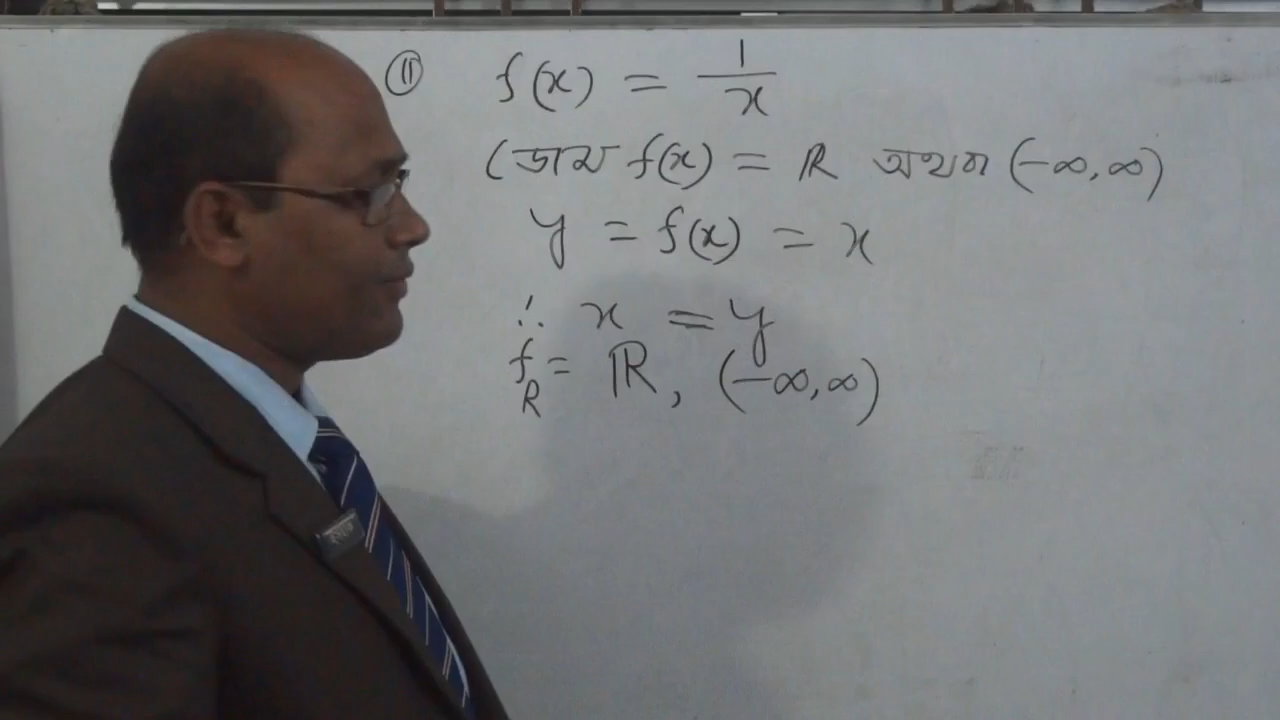 ⑪ f(x) = 1/x
(ডোম f(x) = ℝ অথবা (-∞,∞)
y = f(x) = x
∴ x = y
f_R = ℝ, (-∞,∞)